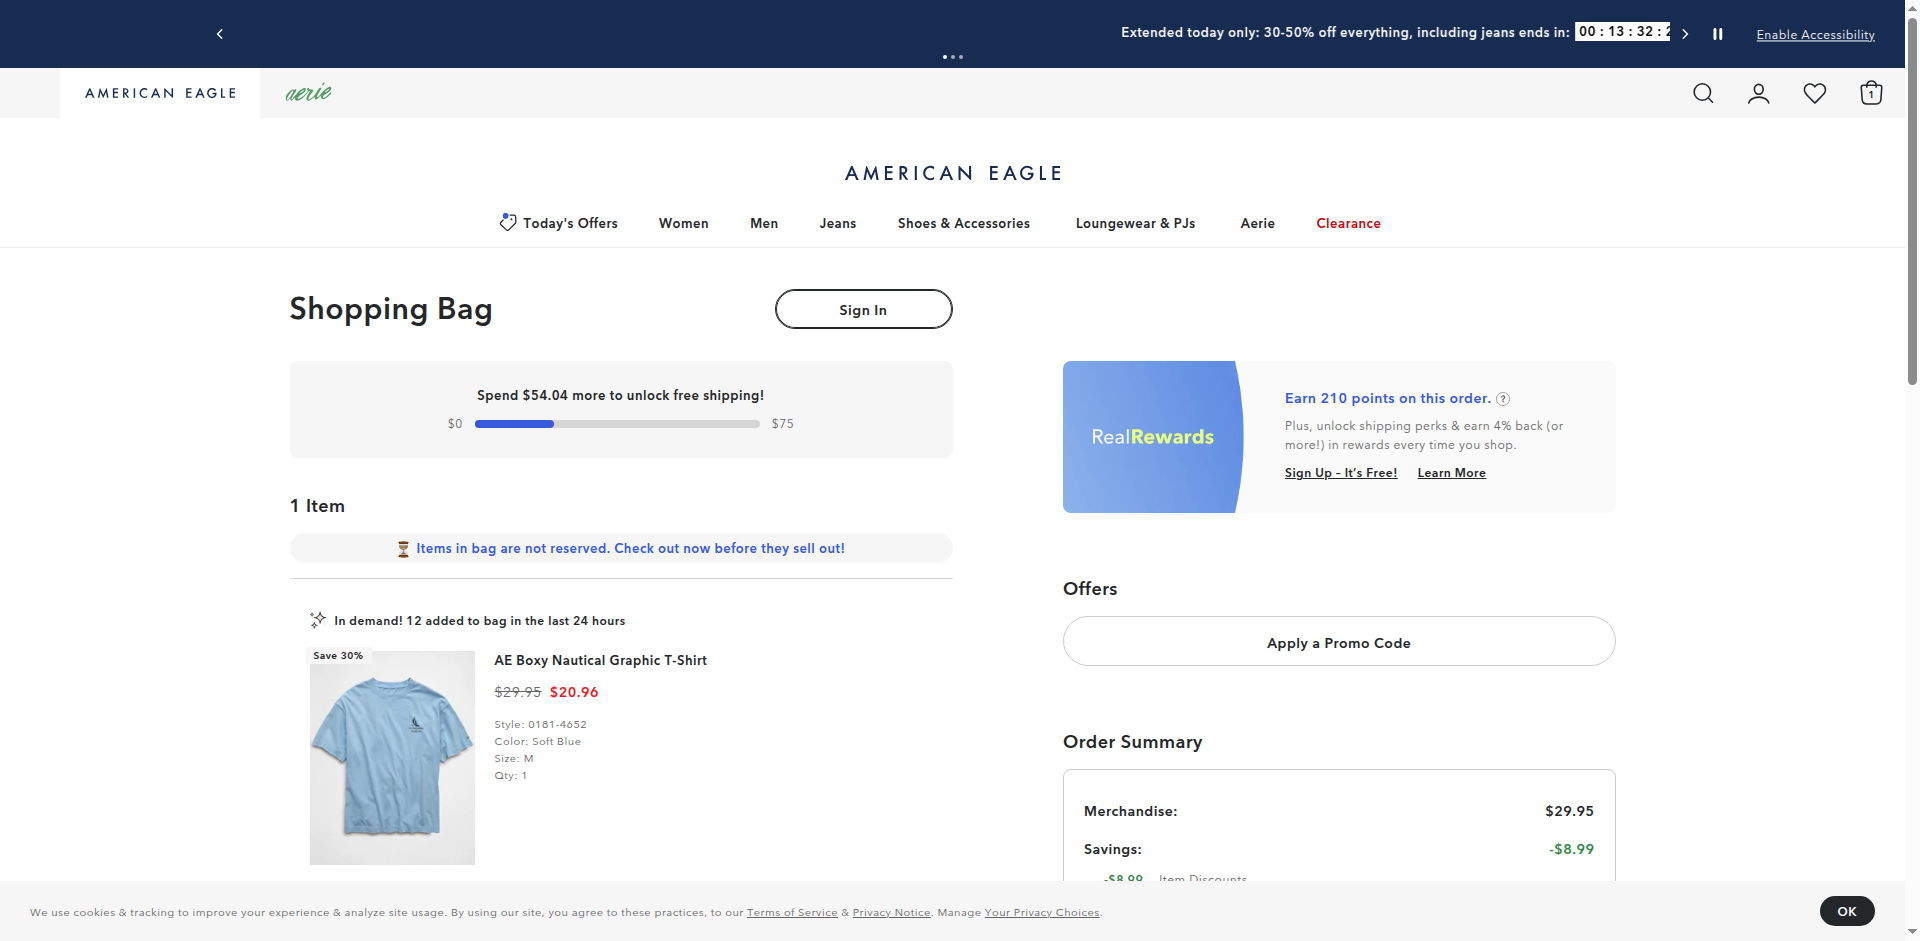 Extended today only: 30-50% off everything, including jeans ends in: 00 : 13 : 32 :
Enable Accessibility
AMERICAN EAGLE
aerie
1
AMERICAN EAGLE
Today's Offers
Women
Men
Jeans
Shoes & Accessories
Loungewear & PJs
Aerie
Clearance
Shopping Bag
Sign In
Spend $54.04 more to unlock free shipping!
$0
$75
1 Item
Items in bag are not reserved. Check out now before they sell out!
In demand! 12 added to bag in the last 24 hours
Save 30%
AE Boxy Nautical Graphic T-Shirt
$29.95 $20.96
Style: 0181-4652
Color: Soft Blue
Size: M
Qty: 1
RealRewards
Earn 210 points on this order. ?
Plus, unlock shipping perks & earn 4% back (or
more!) in rewards every time you shop.
Sign Up – It's Free!
Learn More
Offers
Apply a Promo Code
Order Summary
Merchandise:
$29.95
Savings:
-$8.99
-$8.99
Item Discounts
We use cookies & tracking to improve your experience & analyze site usage. By using our site, you agree to these practices, to our Terms of Service & Privacy Notice. Manage Your Privacy Choices.
OK